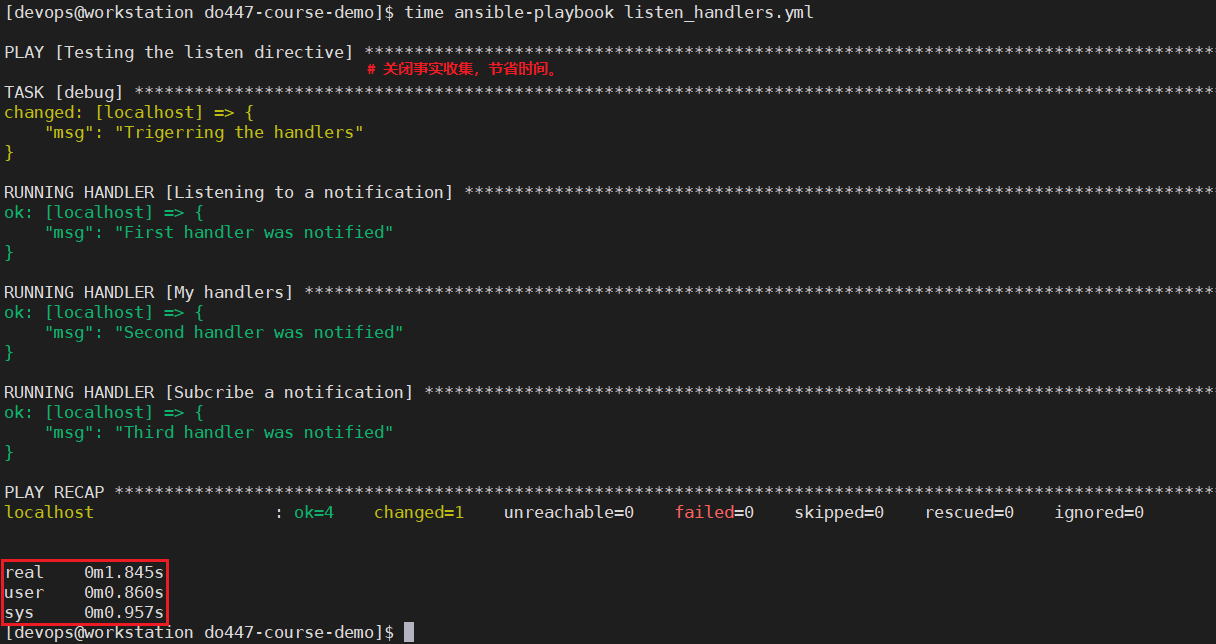 [devops@workstation do447-course-demo]$ time ansible-playbook listen_handlers.yml
PLAY [Testing the listen directive] *************************************************************************************
# 关闭事实收集，节省时间。
TASK [debug] ************************************************************************************************************
changed: [localhost] => {
    "msg": "Trigerring the handlers"
}
RUNNING HANDLER [Listening to a notification] ***************************************************************************
ok: [localhost] => {
    "msg": "First handler was notified"
}
RUNNING HANDLER [My handlers] *******************************************************************************************
ok: [localhost] => {
    "msg": "Second handler was notified"
}
RUNNING HANDLER [Subcribe a notification] *******************************************************************************
ok: [localhost] => {
    "msg": "Third handler was notified"
}
PLAY RECAP **************************************************************************************************************
localhost                  : ok=4    changed=1    unreachable=0    failed=0    skipped=0    rescued=0    ignored=0
real    0m1.845s
user    0m0.860s
sys     0m0.957s
[devops@workstation do447-course-demo]$